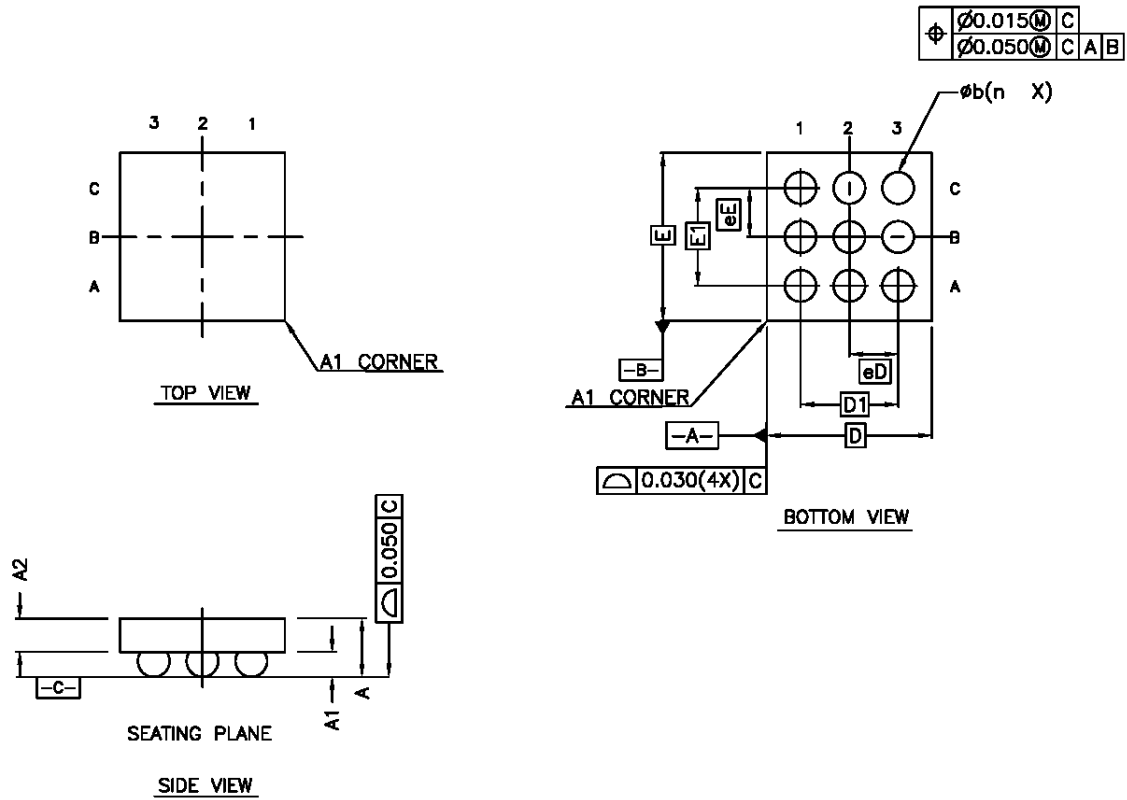 Ø0.015Ⓜ C
Ø0.050Ⓜ C A B
øb(n X)
3 2 1
C
B
A
A1 CORNER
TOP VIEW
1 2 3
C
B
A
E
E1
eE
eD
D1
D
-B-
A1 CORNER
-A-
0.030(4X) C
BOTTOM VIEW
A2
0.050 C
-C-
A1
A
SEATING PLANE
SIDE VIEW